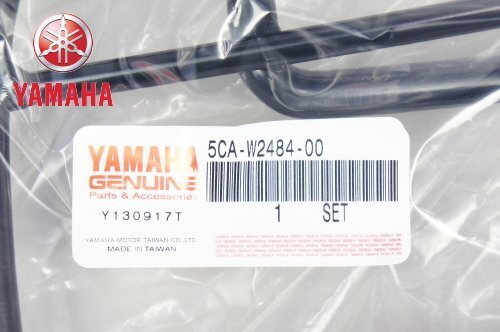 YAMAHA
YAMAHA
GENUINE
Parts & Accessories
Y130917T
YAMAHA MOTOR TAIWAN CO.,LTD.
MADE IN TAIWAN
5CA-W2484-00
1 SET